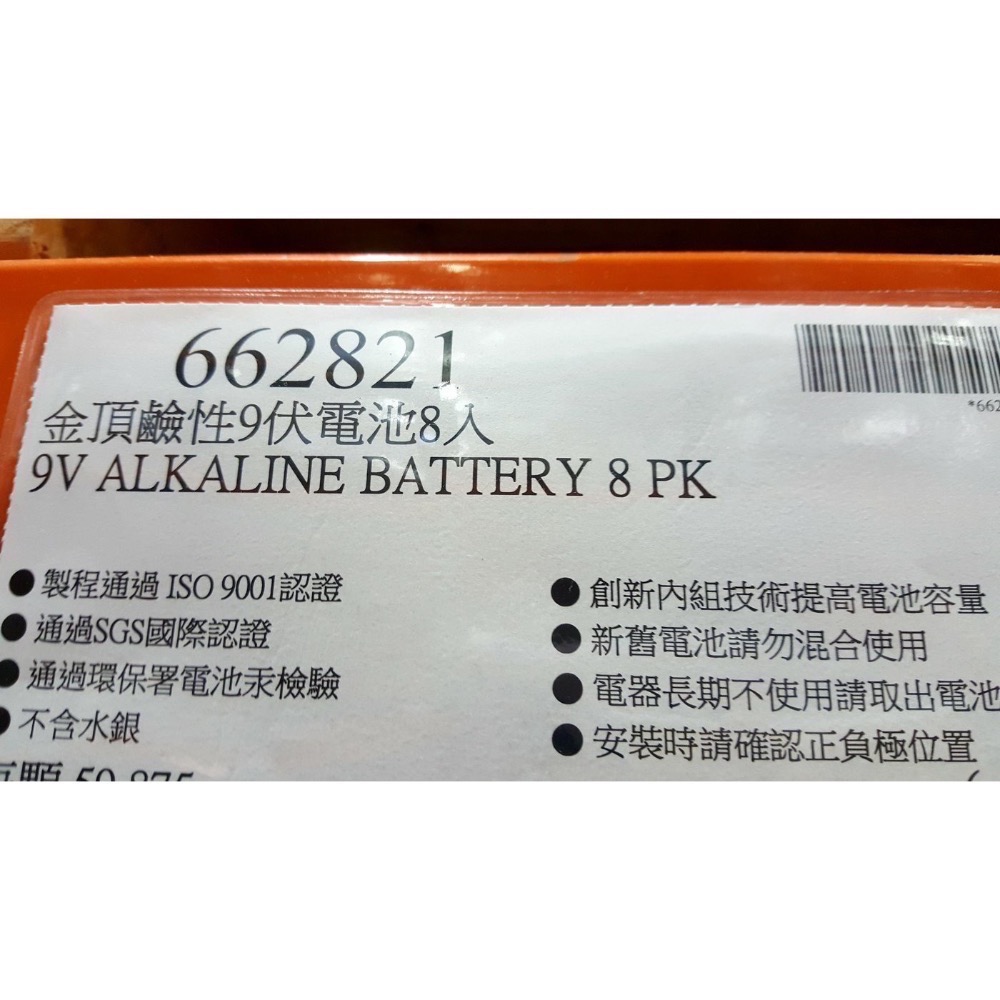 662821
*662
金頂鹼性9伏電池8入
9V ALKALINE BATTERY 8 PK
● 製程通過 ISO 9001認證
● 通過SGS國際認證
● 通過環保署電池汞檢驗
● 不含水銀
● 創新內組技術提高電池容量
● 新舊電池請勿混合使用
● 電器長期不使用請取出電池
● 安裝時請確認正負極位置